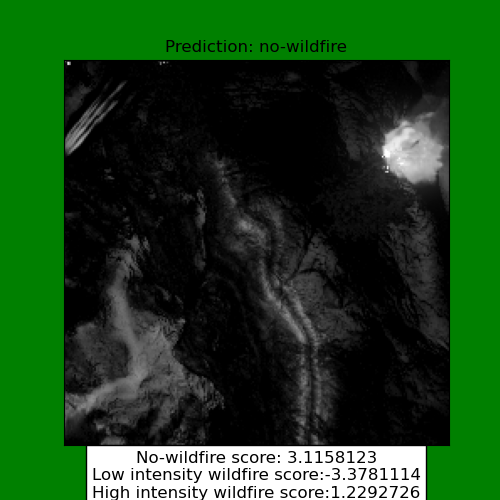 Prediction: no-wildfire
No-wildfire score: 3.1158123
Low intensity wildfire score:-3.3781114
High intensity wildfire score:1.2292726